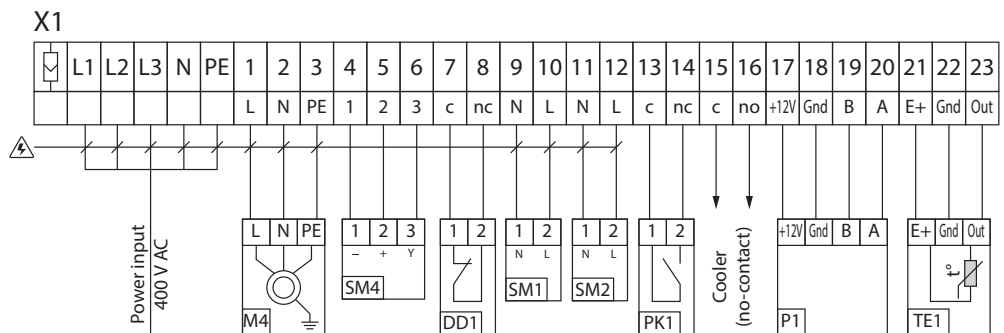 X1
L1 L2 L3 N PE 1 2 3 4 5 6 7 8 9 10 11 12 13 14 15 16 17 18 19 20 21 22 23
L N PE 1 2 3 c nc N L N L c nc c no +12V Gnd B A E+ Gnd Out
Power input
400 V AC
L N PE
M4
1 2 3
– + Y
SM4
1 2
DD1
1 2
N L
SM1
1 2
N L
SM2
1 2
PK1
Cooler
(no-contact)
+12V Gnd B A
P1
E+ Gnd Out
t°
TE1